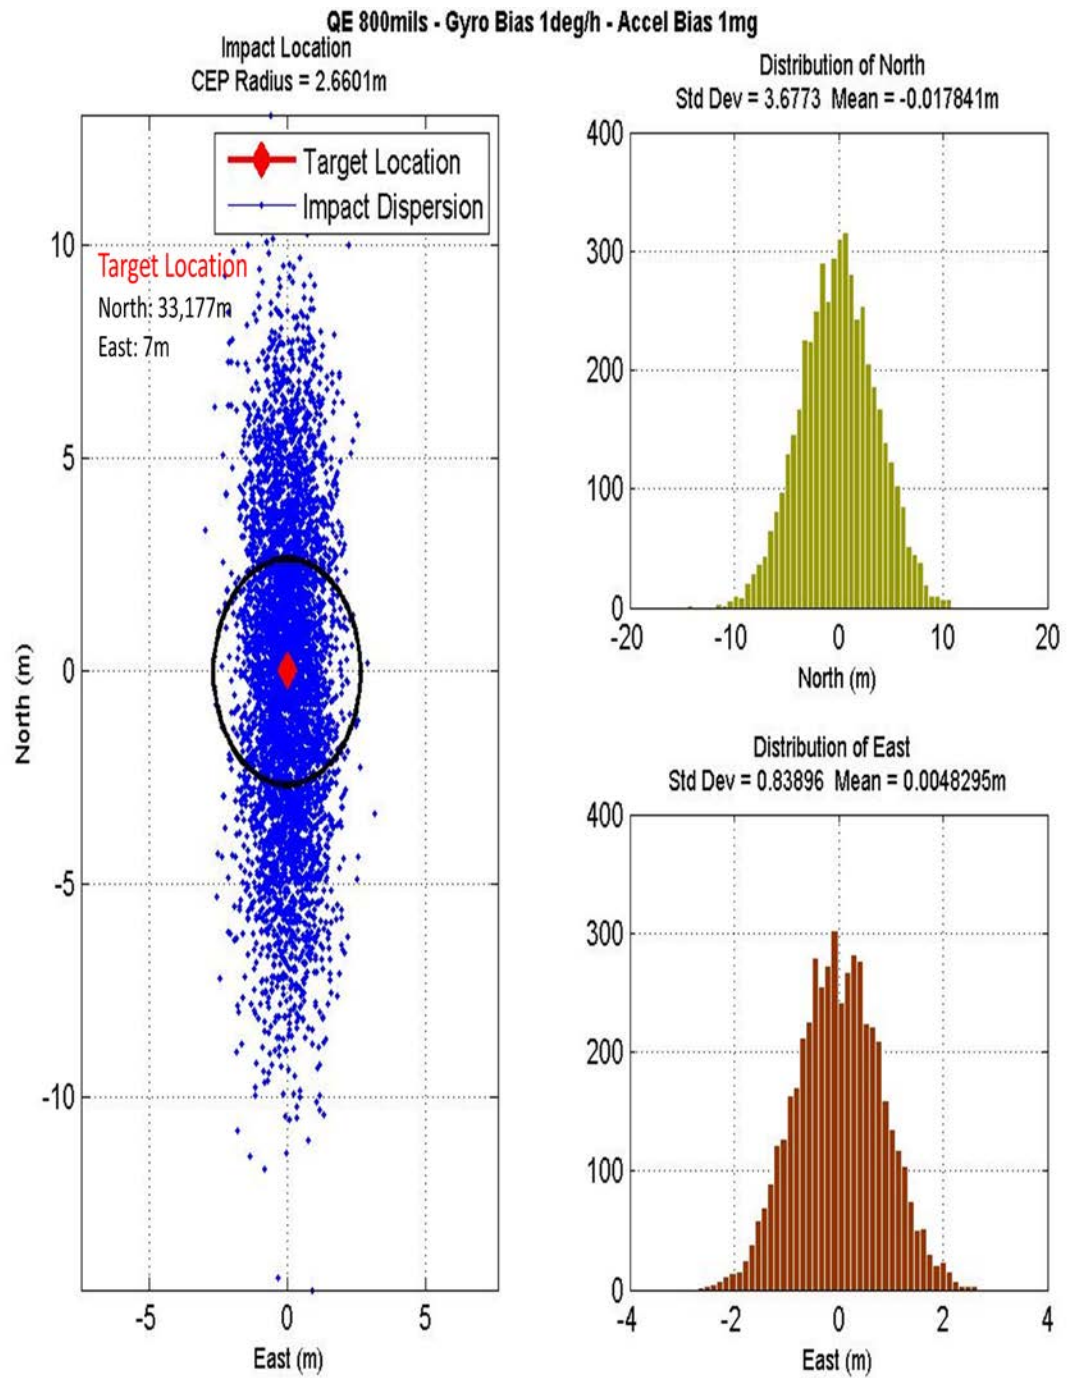 QE 800mils - Gyro Bias 1deg/h - Accel Bias 1mg
Impact Location
CEP Radius = 2.6601m
Target Location
Impact Dispersion
Target Location
North: 33,177m
East: 7m
10
5
0
-5
-10
North (m)
-5 0 5
East (m)
Distribution of North
Std Dev = 3.6773 Mean = -0.017841m
400
300
200
100
0
-20 -10 0 10 20
North (m)
Distribution of East
Std Dev = 0.83896 Mean = 0.0048295m
400
300
200
100
0
-4 -2 0 2 4
East (m)